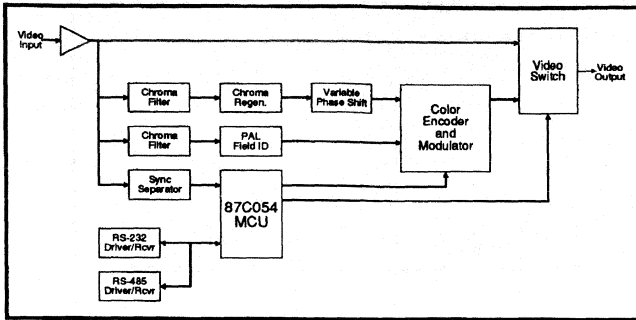 Video
Input
Video
Switch
Video
Output
Chroma
Filter
Chroma
Regen.
Variable
Phase Shift
Color
Encoder
and
Modulator
Chroma
Filter
PAL
Field ID
Sync
Separator
87C054
MCU
RS-232
Driver/Rcvr
RS-485
Driver/Rcvr